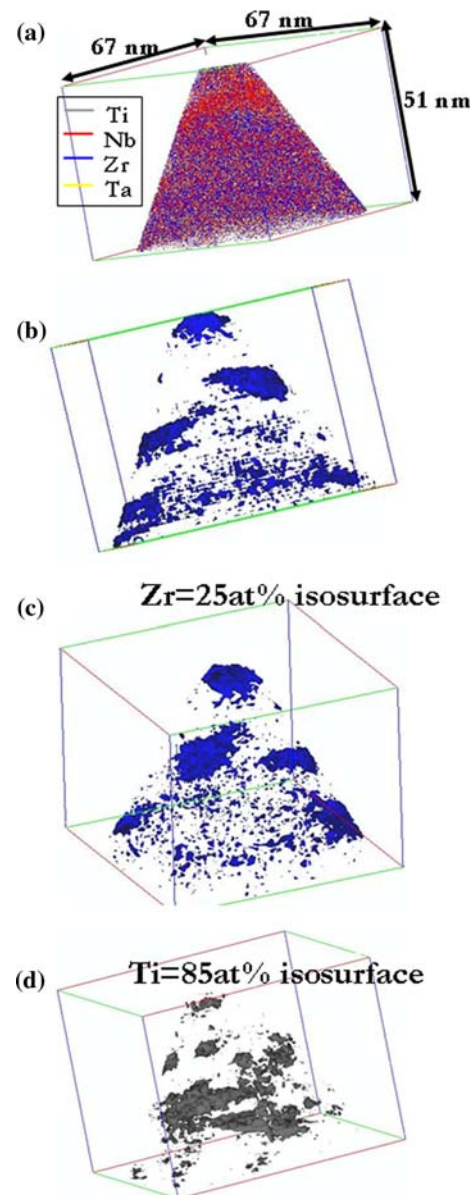 (a)
67 nm
67 nm
51 nm
Ti
Nb
Zr
Ta
(b)
(c)
Zr=25at% isosurface
(d)
Ti=85at% isosurface